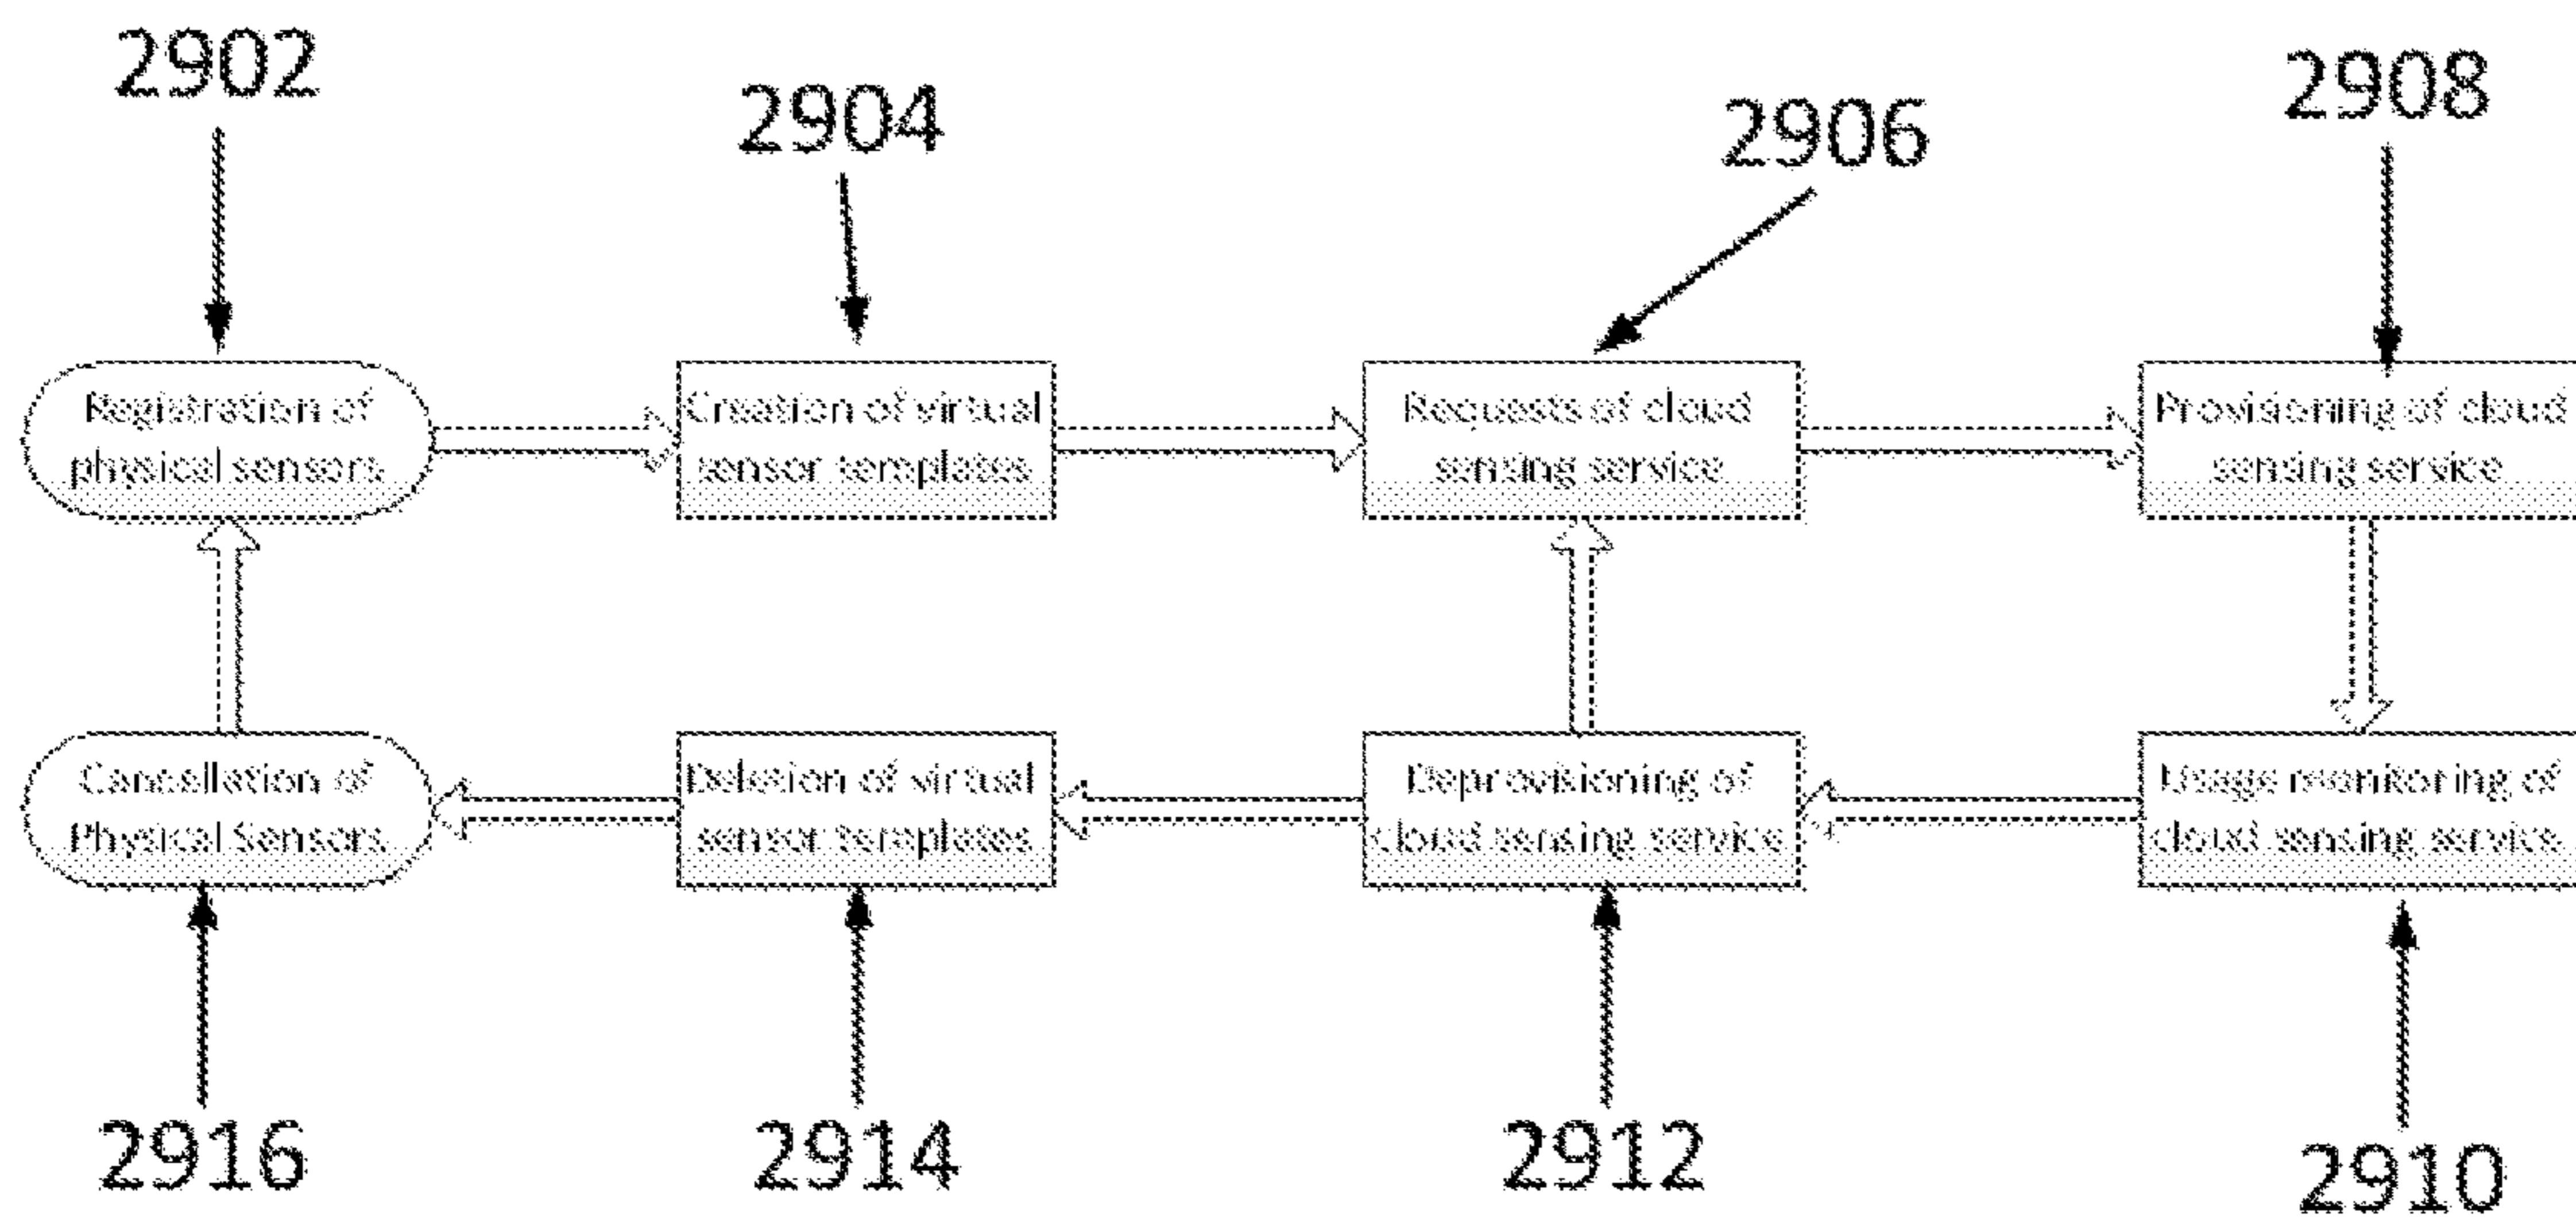 2902
2904
2906
2908
Registration of
physical sensors
Creation of virtual
sensor templates
Requests of cloud
sensing service
Provisioning of cloud
sensing service
Cancellation of
Physical Sensors
Deletion of virtual
sensor templates
Deprovisioning of
cloud sensing service
Usage monitoring of
cloud sensing service
2916
2914
2912
2910